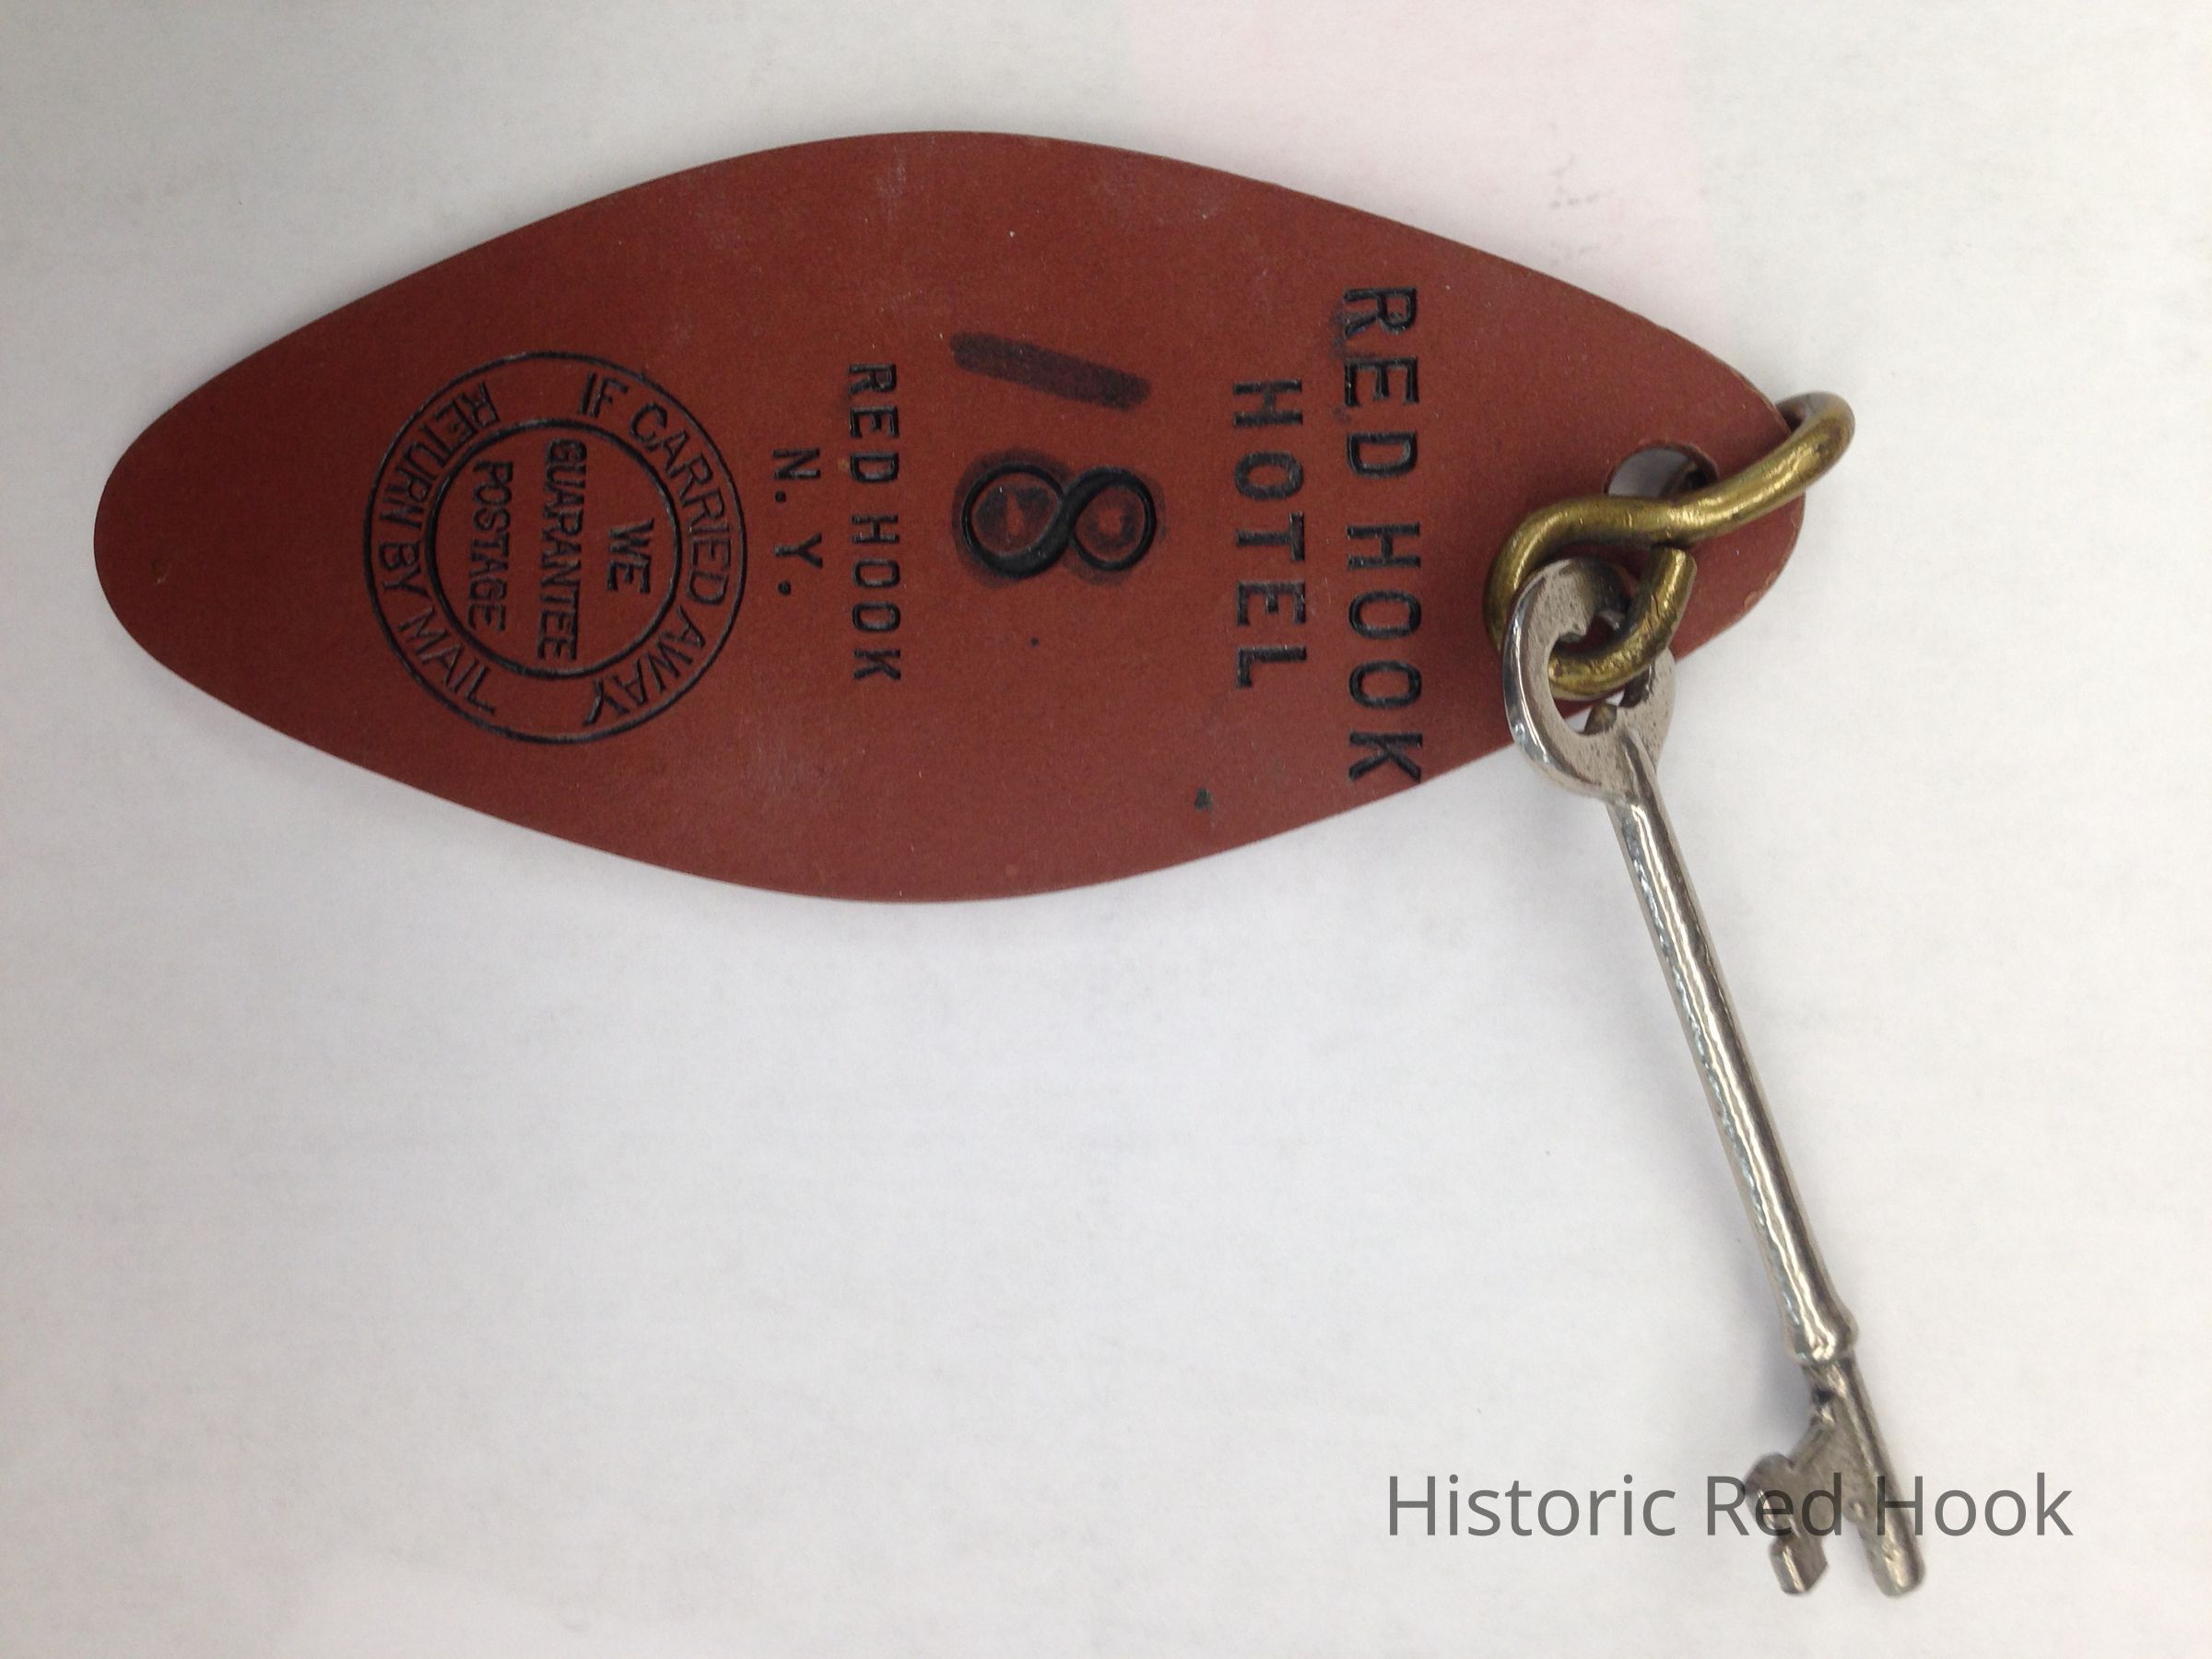 RED HOOK
HOTEL
18
RED HOOK
N. Y.
IF CARRIED AWAY
WE
GUARANTEE
POSTAGE
RETURN BY MAIL
Historic Red Hook